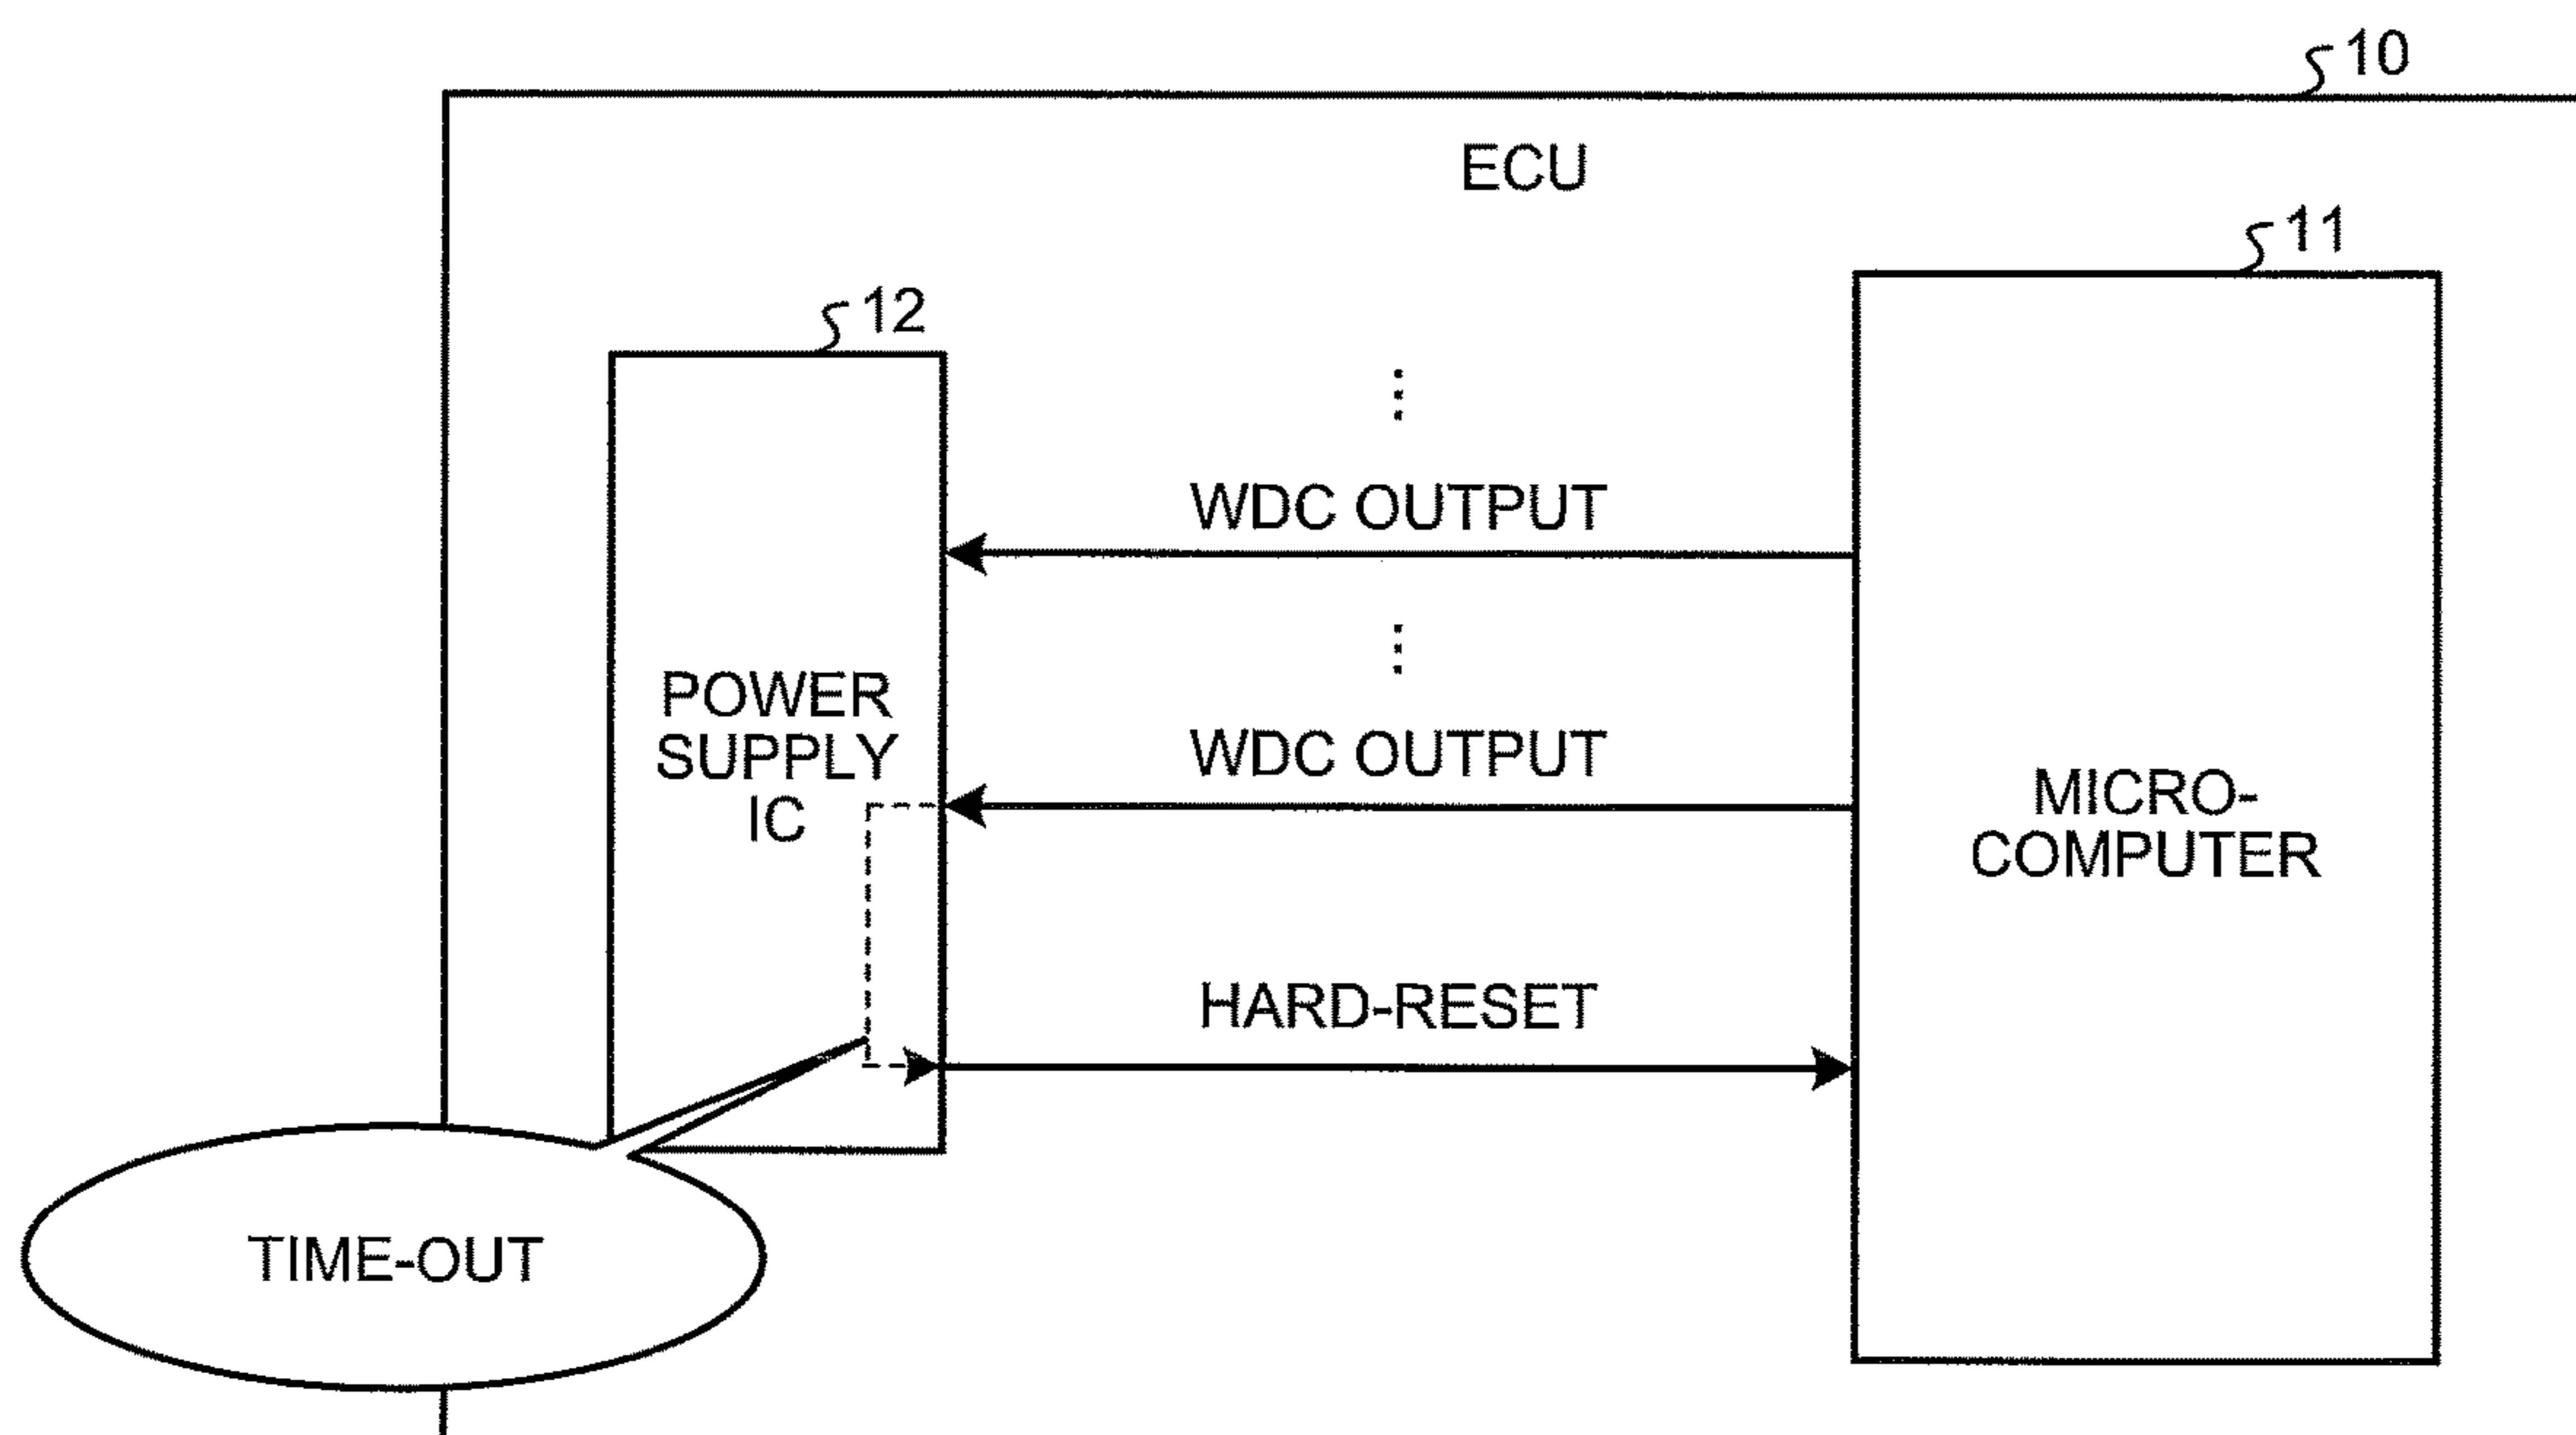 10
ECU
11
12
WDC OUTPUT
POWER
SUPPLY
IC
WDC OUTPUT
MICRO-
COMPUTER
HARD-RESET
TIME-OUT